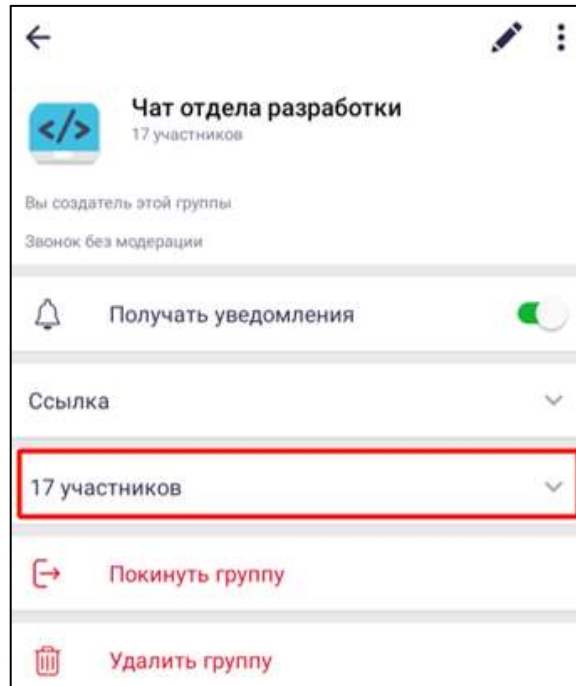 Чат отдела разработки
</>
17 участников
Вы создатель этой группы
Звонок без модерации
Получать уведомления
Ссылка
17 участников
Покинуть группу
Удалить группу